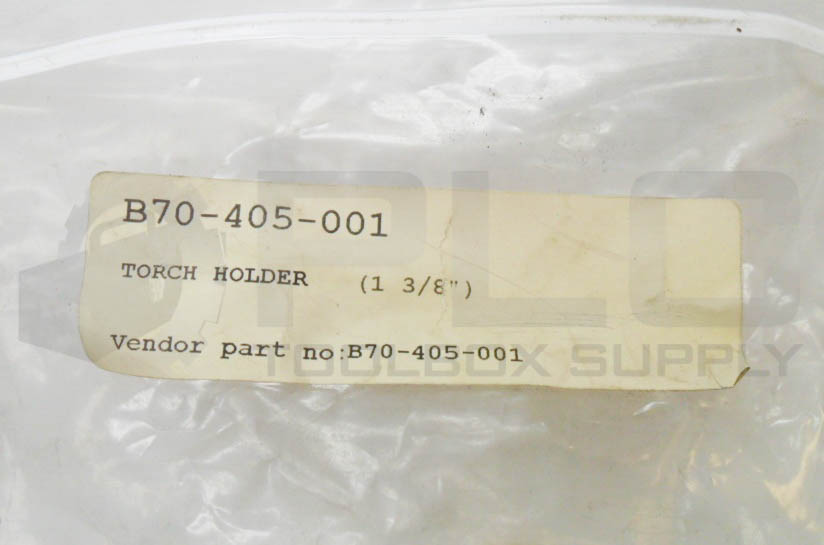 B70-405-001
TORCH HOLDER (1 3/8")
Vendor part no:B70-405-001
PLC
TOOLBOX SUPPLY